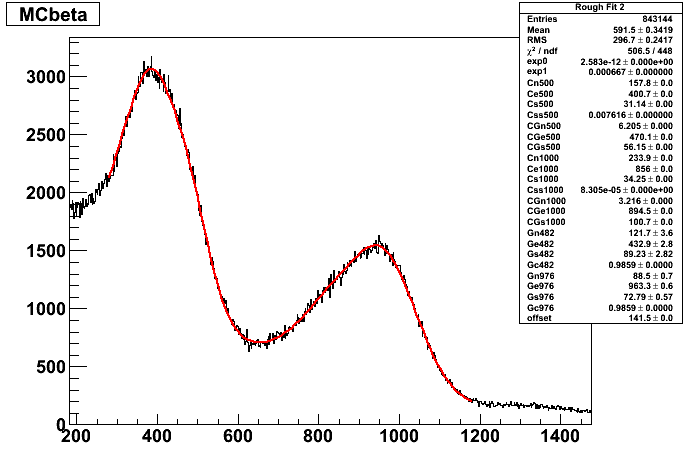 MCbeta
Rough Fit 2
Entries 843144
Mean 591.5 ± 0.3419
RMS 296.7 ± 0.2417
χ² / ndf 506.5 / 448
exp0 2.583e-12 ± 0.000e+00
exp1 0.000667 ± 0.000000
Cn500 157.8 ± 0.0
Ce500 400.7 ± 0.0
Cs500 31.14 ± 0.00
Css500 0.007616 ± 0.000000
CGn500 6.205 ± 0.000
CGe500 470.1 ± 0.0
CGs500 56.15 ± 0.00
Cn1000 233.9 ± 0.0
Ce1000 856 ± 0.0
Cs1000 34.25 ± 0.00
Css1000 8.305e-05 ± 0.000e+00
CGn1000 3.216 ± 0.000
CGe1000 894.5 ± 0.0
CGs1000 100.7 ± 0.0
Gn482 121.7 ± 3.6
Ge482 432.9 ± 2.8
Gs482 89.23 ± 2.82
Gc482 0.9859 ± 0.0000
Gn976 88.5 ± 0.7
Ge976 963.3 ± 0.6
Gs976 72.79 ± 0.57
Gc976 0.9859 ± 0.0000
offset 141.5 ± 0.0
3000
2500
2000
1500
1000
500
0
200 400 600 800 1000 1200 1400